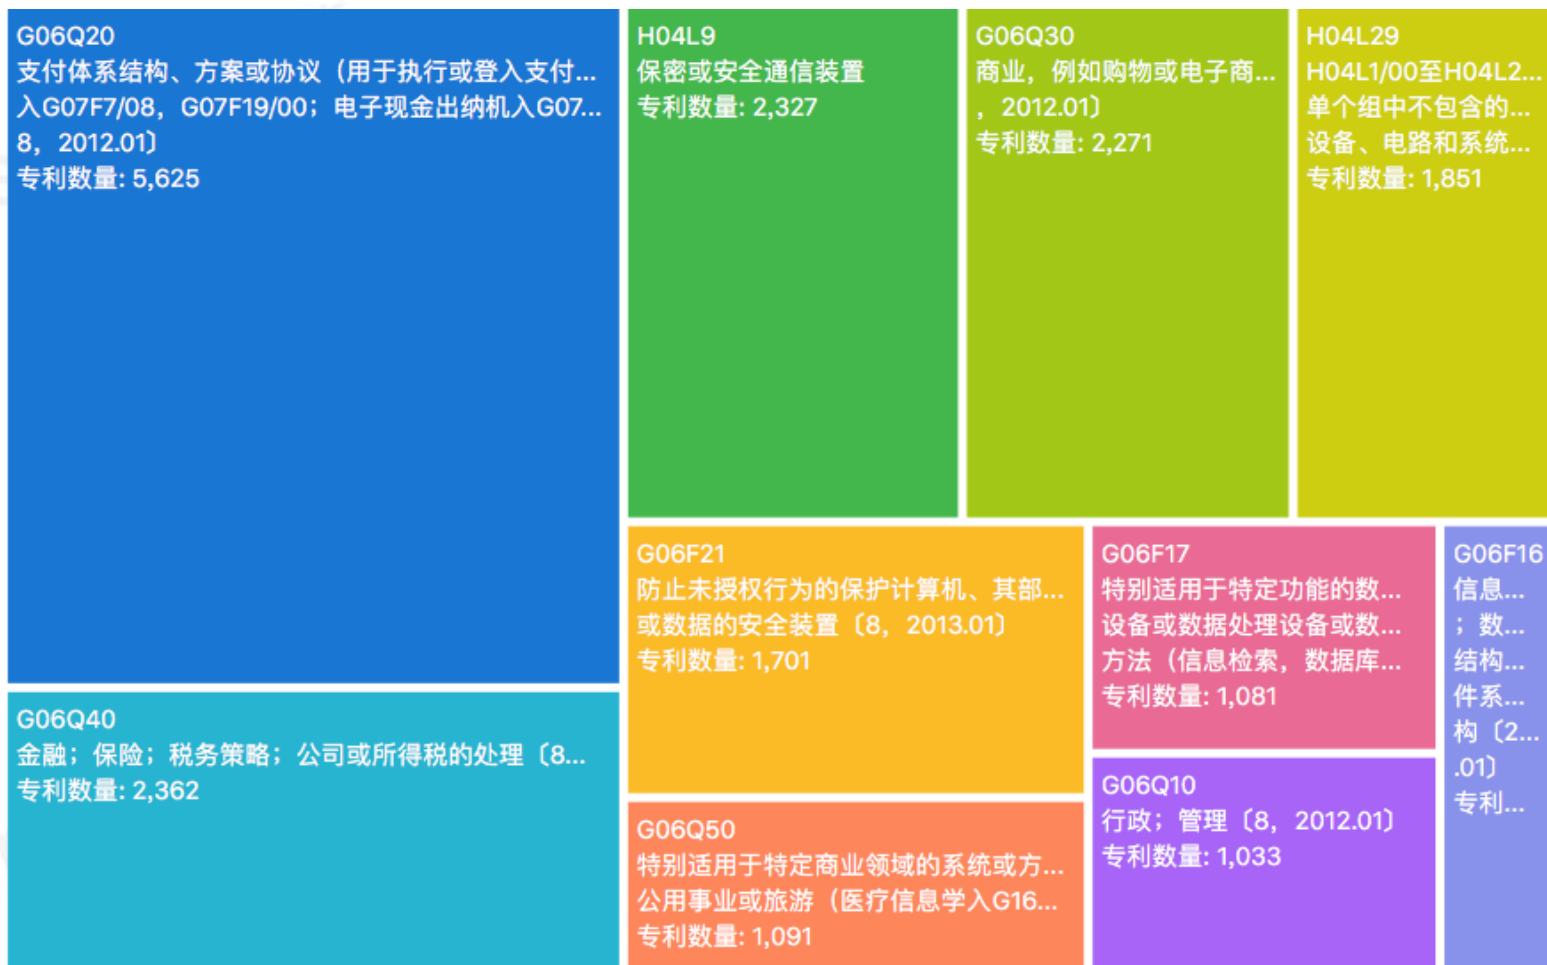 G06Q20
支付体系结构、方案或协议（用于执行或登入支付...
入G07F7/08，G07F19/00；电子现金出纳机入G07...
8，2012.01〕
专利数量: 5,625
H04L9
保密或安全通信装置
专利数量: 2,327
G06Q30
商业，例如购物或电子商...
，2012.01〕
专利数量: 2,271
H04L29
H04L1/00至H04L2...
单个组中不包含的...
设备、电路和系统...
专利数量: 1,851
G06Q40
金融；保险；税务策略；公司或所得税的处理〔8...
专利数量: 2,362
G06F21
防止未授权行为的保护计算机、其部...
或数据的安全装置〔8，2013.01〕
专利数量: 1,701
G06Q50
特别适用于特定商业领域的系统或方...
公用事业或旅游（医疗信息学入G16...
专利数量: 1,091
G06F17
特别适用于特定功能的数...
设备或数据处理设备或数...
方法（信息检索，数据库...
专利数量: 1,081
G06Q10
行政；管理〔8，2012.01〕
专利数量: 1,033
G06F16
信息...
；数...
结构...
件系...
构〔2...
.01〕
专利...